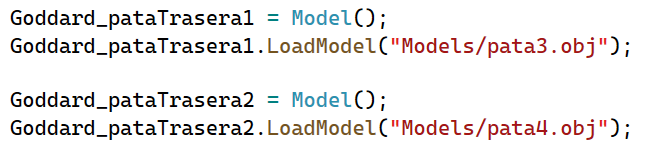 Goddard_pataTrasera1 = Model();
Goddard_pataTrasera1.LoadModel("Models/pata3.obj");
Goddard_pataTrasera2 = Model();
Goddard_pataTrasera2.LoadModel("Models/pata4.obj");